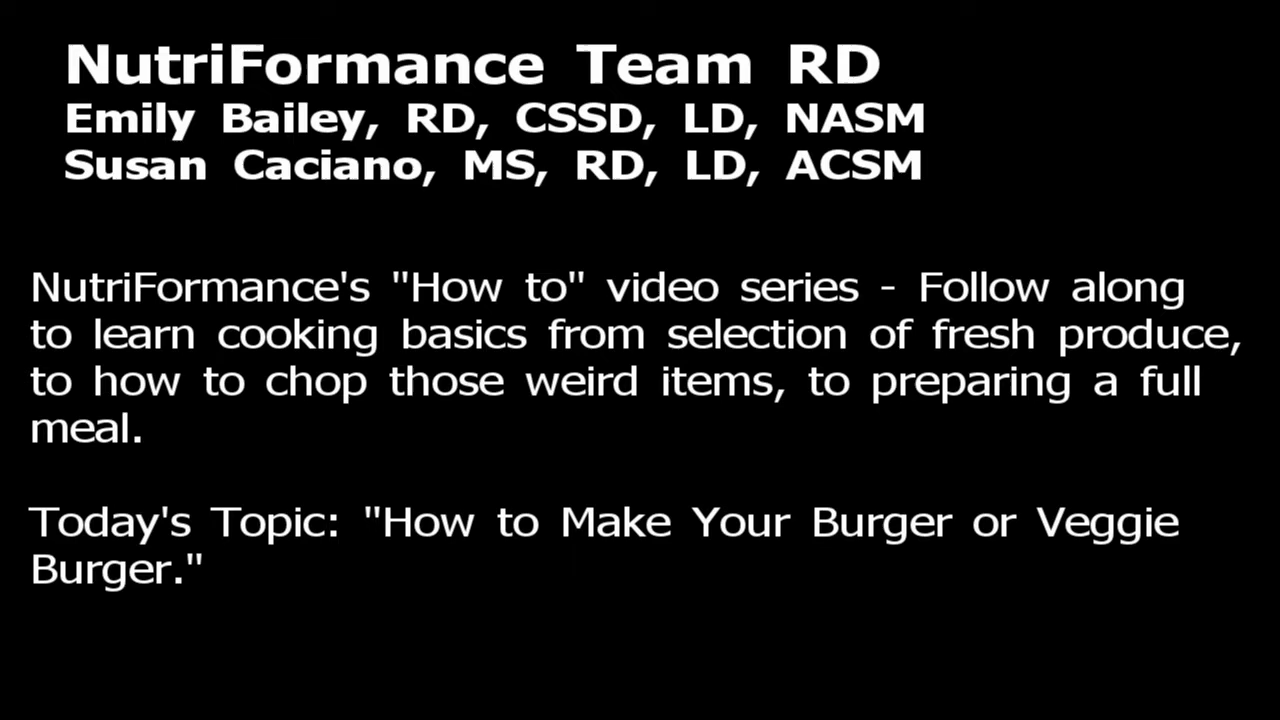 NutriFormance Team RD
Emily Bailey, RD, CSSD, LD, NASM
Susan Caciano, MS, RD, LD, ACSM
NutriFormance's "How to" video series - Follow along
to learn cooking basics from selection of fresh produce,
to how to chop those weird items, to preparing a full
meal.
Today's Topic: "How to Make Your Burger or Veggie
Burger."